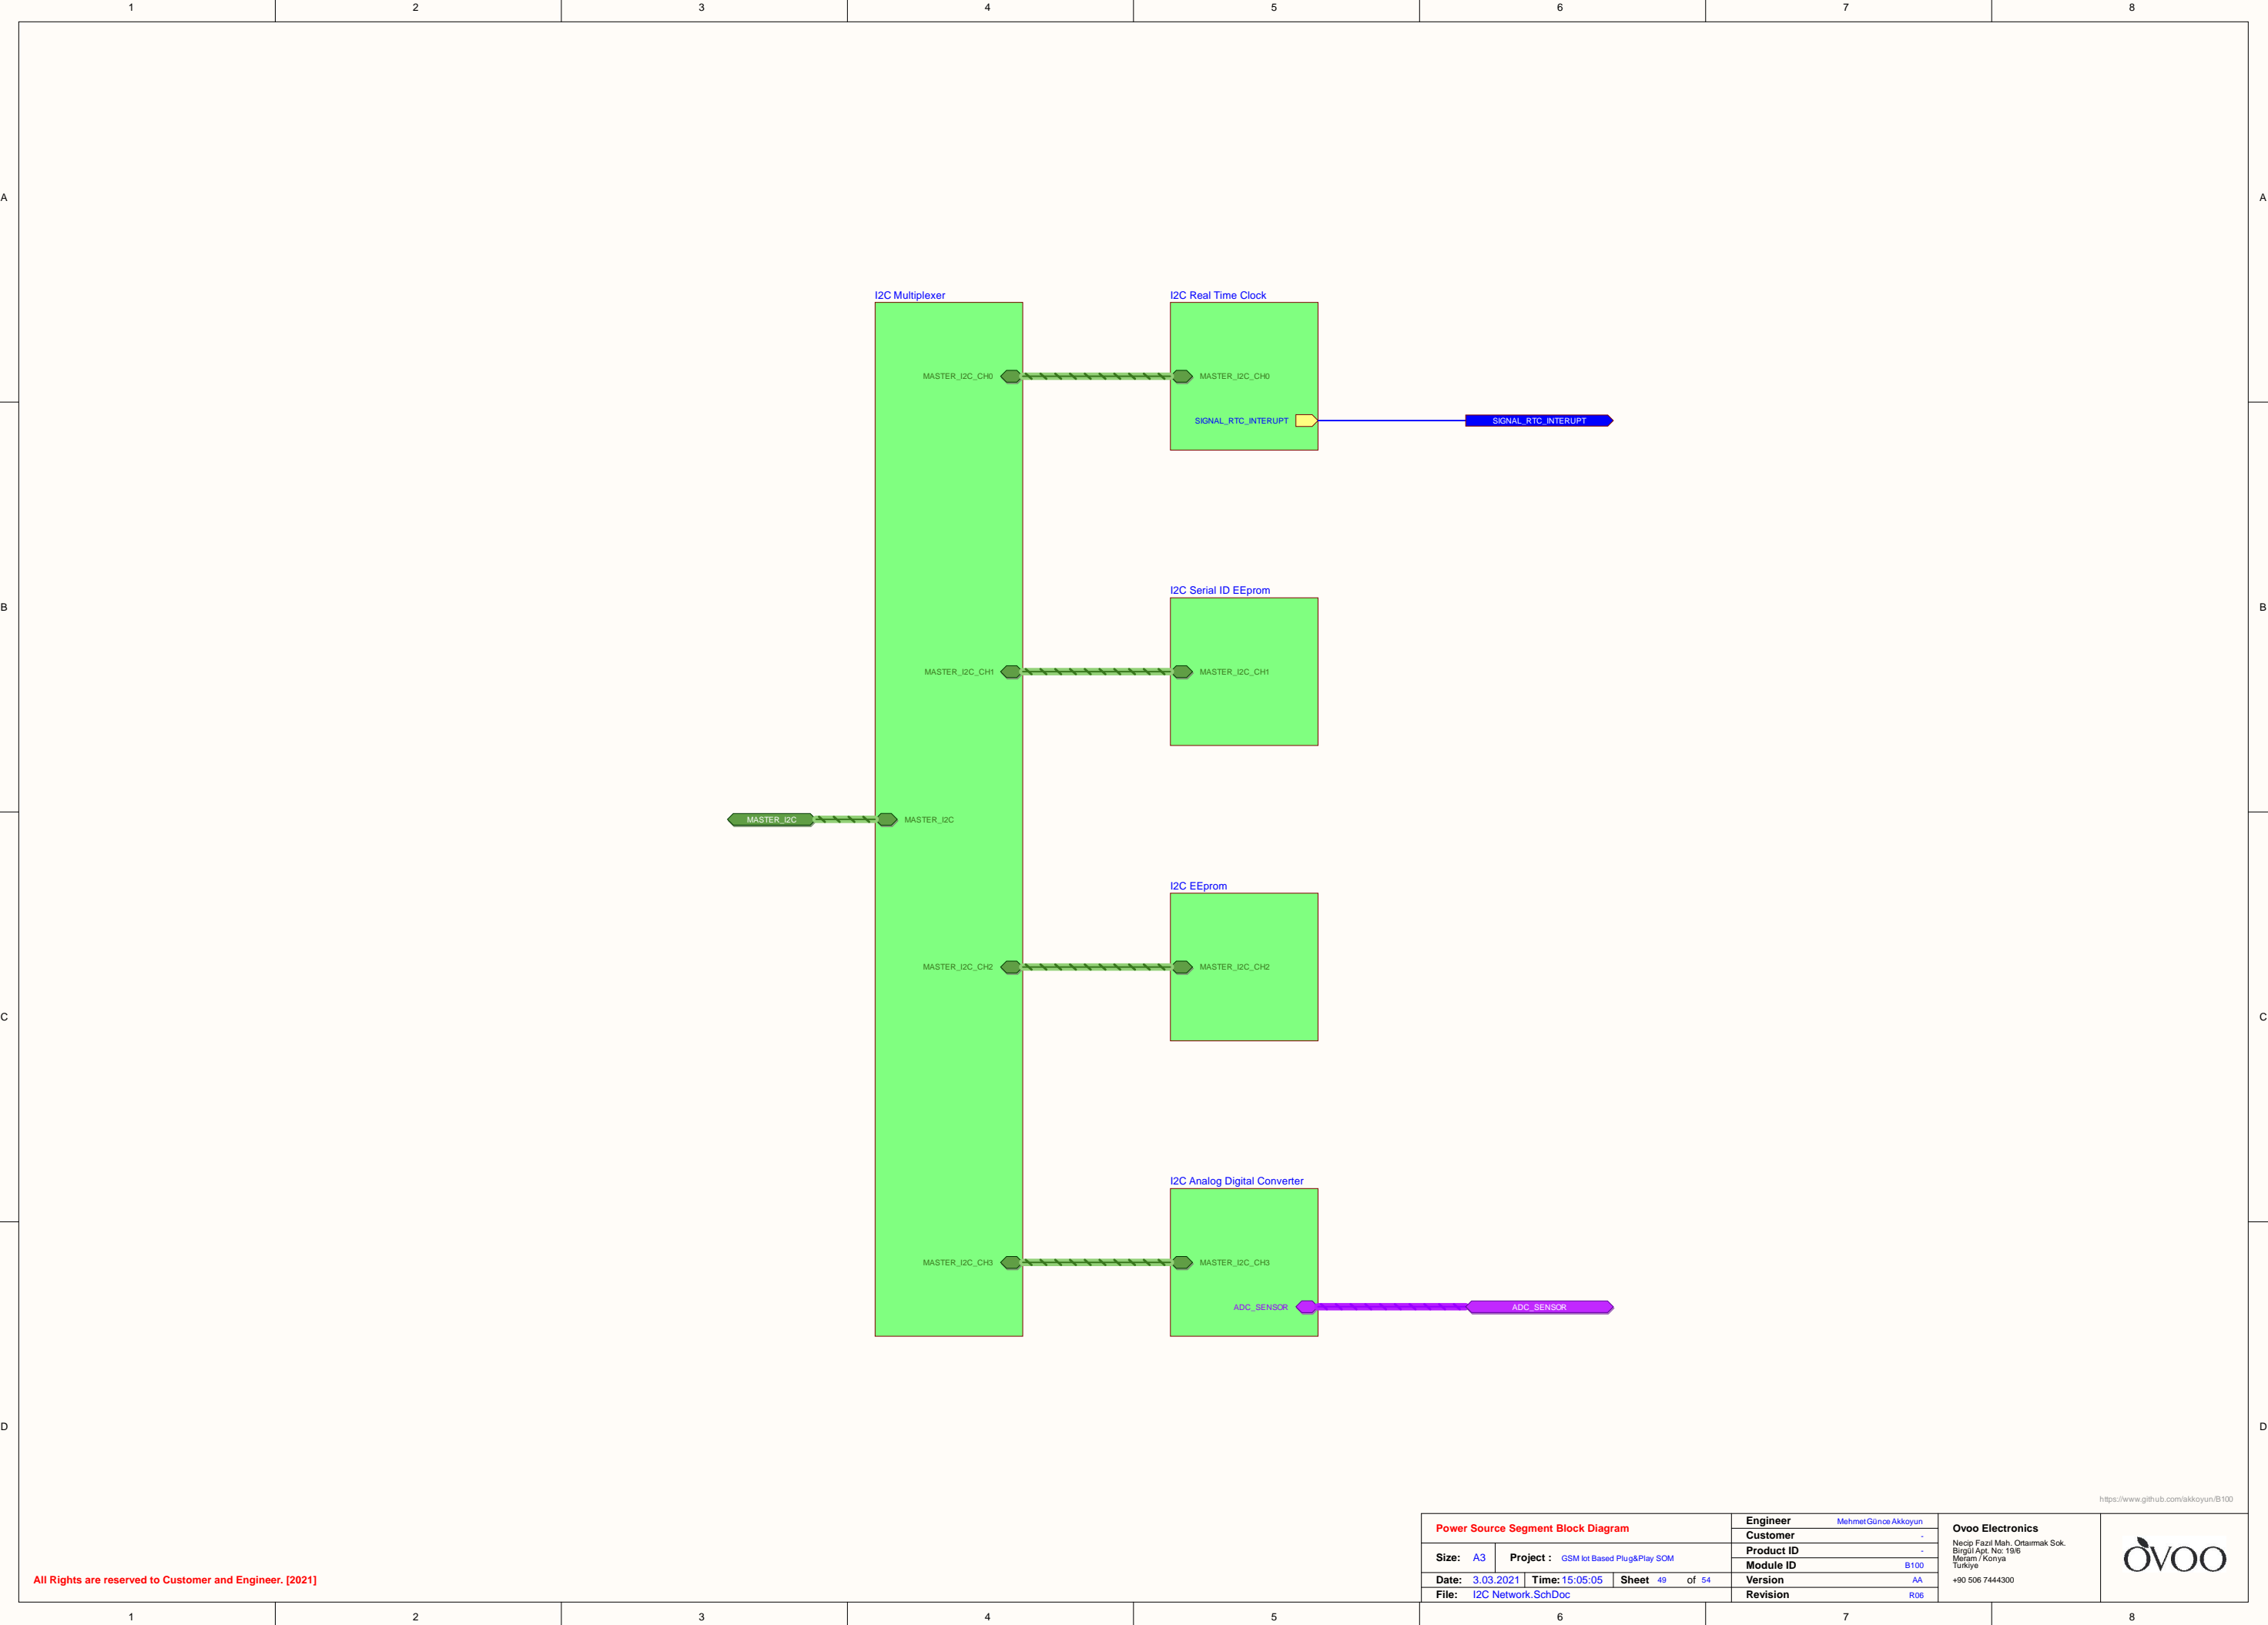 1 2 3 4 5 6 7 8
A A
I2C Multiplexer I2C Real Time Clock
MASTER_I2C_CH0 MASTER_I2C_CH0
SIGNAL_RTC_INTERUPT SIGNAL_RTC_INTERUPT
I2C Serial ID EEprom
B B
MASTER_I2C_CH1 MASTER_I2C_CH1
MASTER_I2C MASTER_I2C
I2C EEprom
MASTER_I2C_CH2 MASTER_I2C_CH2
C C
I2C Analog Digital Converter
MASTER_I2C_CH3 MASTER_I2C_CH3
ADC_SENSOR ADC_SENSOR
D D
https://www.github.com/akkoyun/B100
Power Source Segment Block Diagram
Size: A3 Project : GSM Iot Based Plug&Play SOM
Date: 3.03.2021 Time: 15:05:05 Sheet 49 of 54
File: I2C Network.SchDoc
Engineer Mehmet Günce Akkoyun
Customer -
Product ID -
Module ID B100
Version AA
Revision R06
Ovoo Electronics
Necip Fazıl Mah. Ortaırmak Sok.
Birgül Apt. No: 19/6
Meram / Konya
Turkiye
+90 506 7444300
ovoo
All Rights are reserved to Customer and Engineer. [2021]
1 2 3 4 5 6 7 8